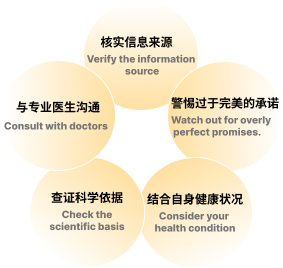 核实信息来源
Verify the information
source
警惕过于完美的承诺
Watch out for overly
perfect promises.
结合自身健康状况
Consider your
health condition
查证科学依据
Check the
scientific basis
与专业医生沟通
Consult with doctors